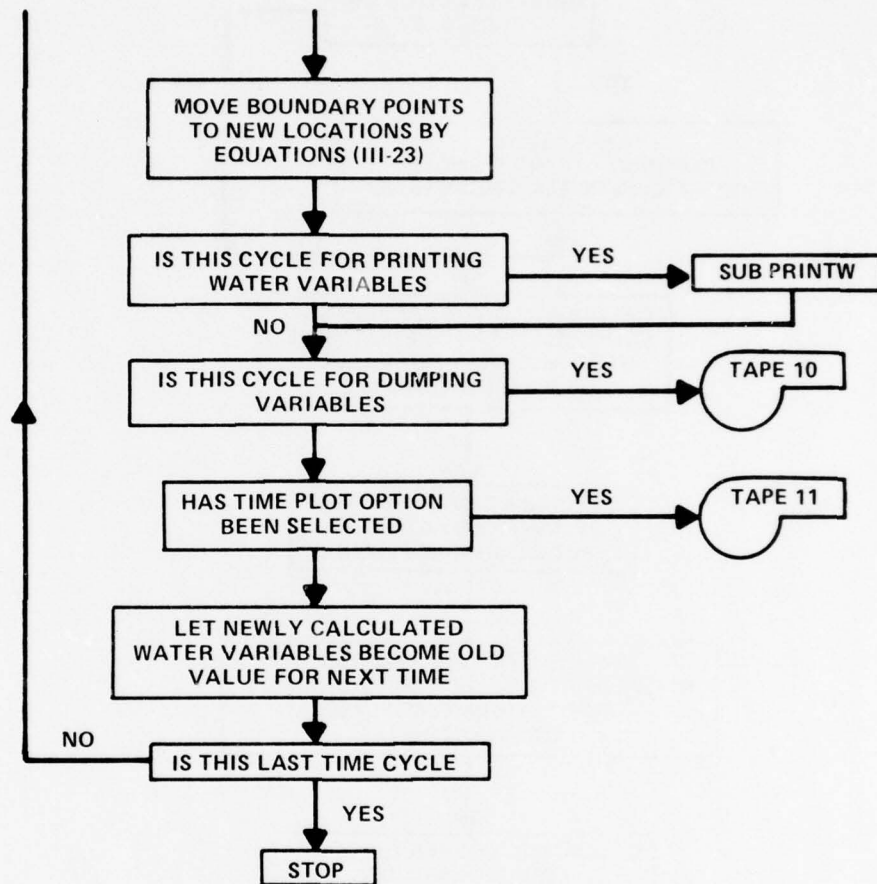 MOVE BOUNDARY POINTS
TO NEW LOCATIONS BY
EQUATIONS (III-23)
IS THIS CYCLE FOR PRINTING
WATER VARIABLES
YES
SUB PRINTW
NO
IS THIS CYCLE FOR DUMPING
VARIABLES
YES
TAPE 10
HAS TIME PLOT OPTION
BEEN SELECTED
YES
TAPE 11
LET NEWLY CALCULATED
WATER VARIABLES BECOME OLD
VALUE FOR NEXT TIME
NO
IS THIS LAST TIME CYCLE
YES
STOP